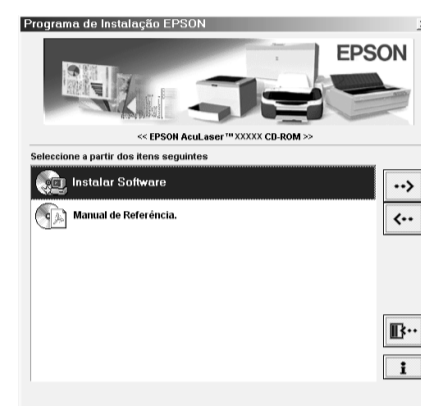 Programa de Instalação EPSON
EPSON
<< EPSON AcuLaser™ XXXXX CD-ROM >>
Seleccione a partir dos itens seguintes
Instalar Software
Manual de Referência.